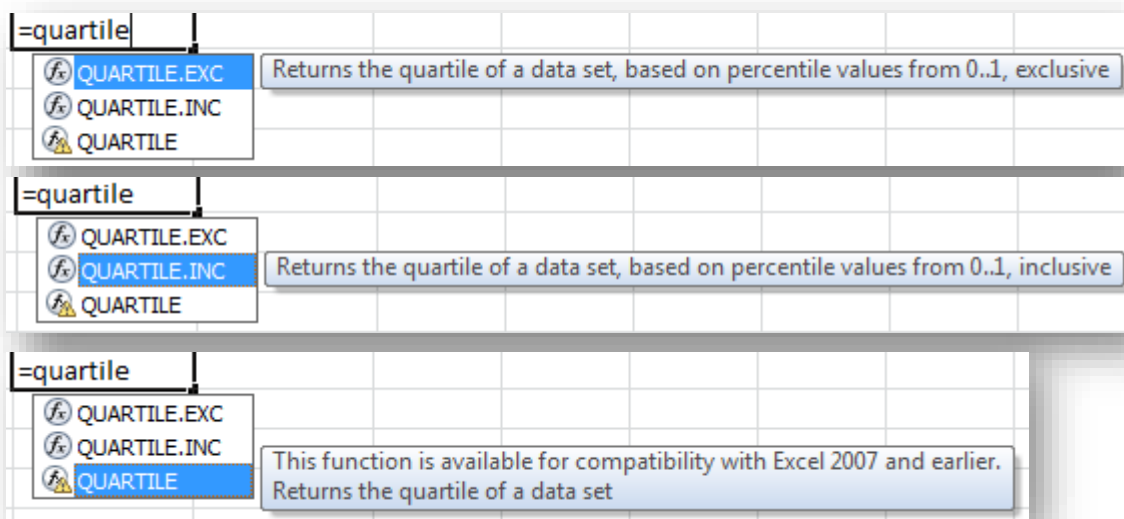 =quartile
QUARTILE.EXC Returns the quartile of a data set, based on percentile values from 0..1, exclusive
QUARTILE.INC
QUARTILE
=quartile
QUARTILE.EXC
QUARTILE.INC Returns the quartile of a data set, based on percentile values from 0..1, inclusive
QUARTILE
=quartile
QUARTILE.EXC
QUARTILE.INC
This function is available for compatibility with Excel 2007 and earlier.
QUARTILE Returns the quartile of a data set